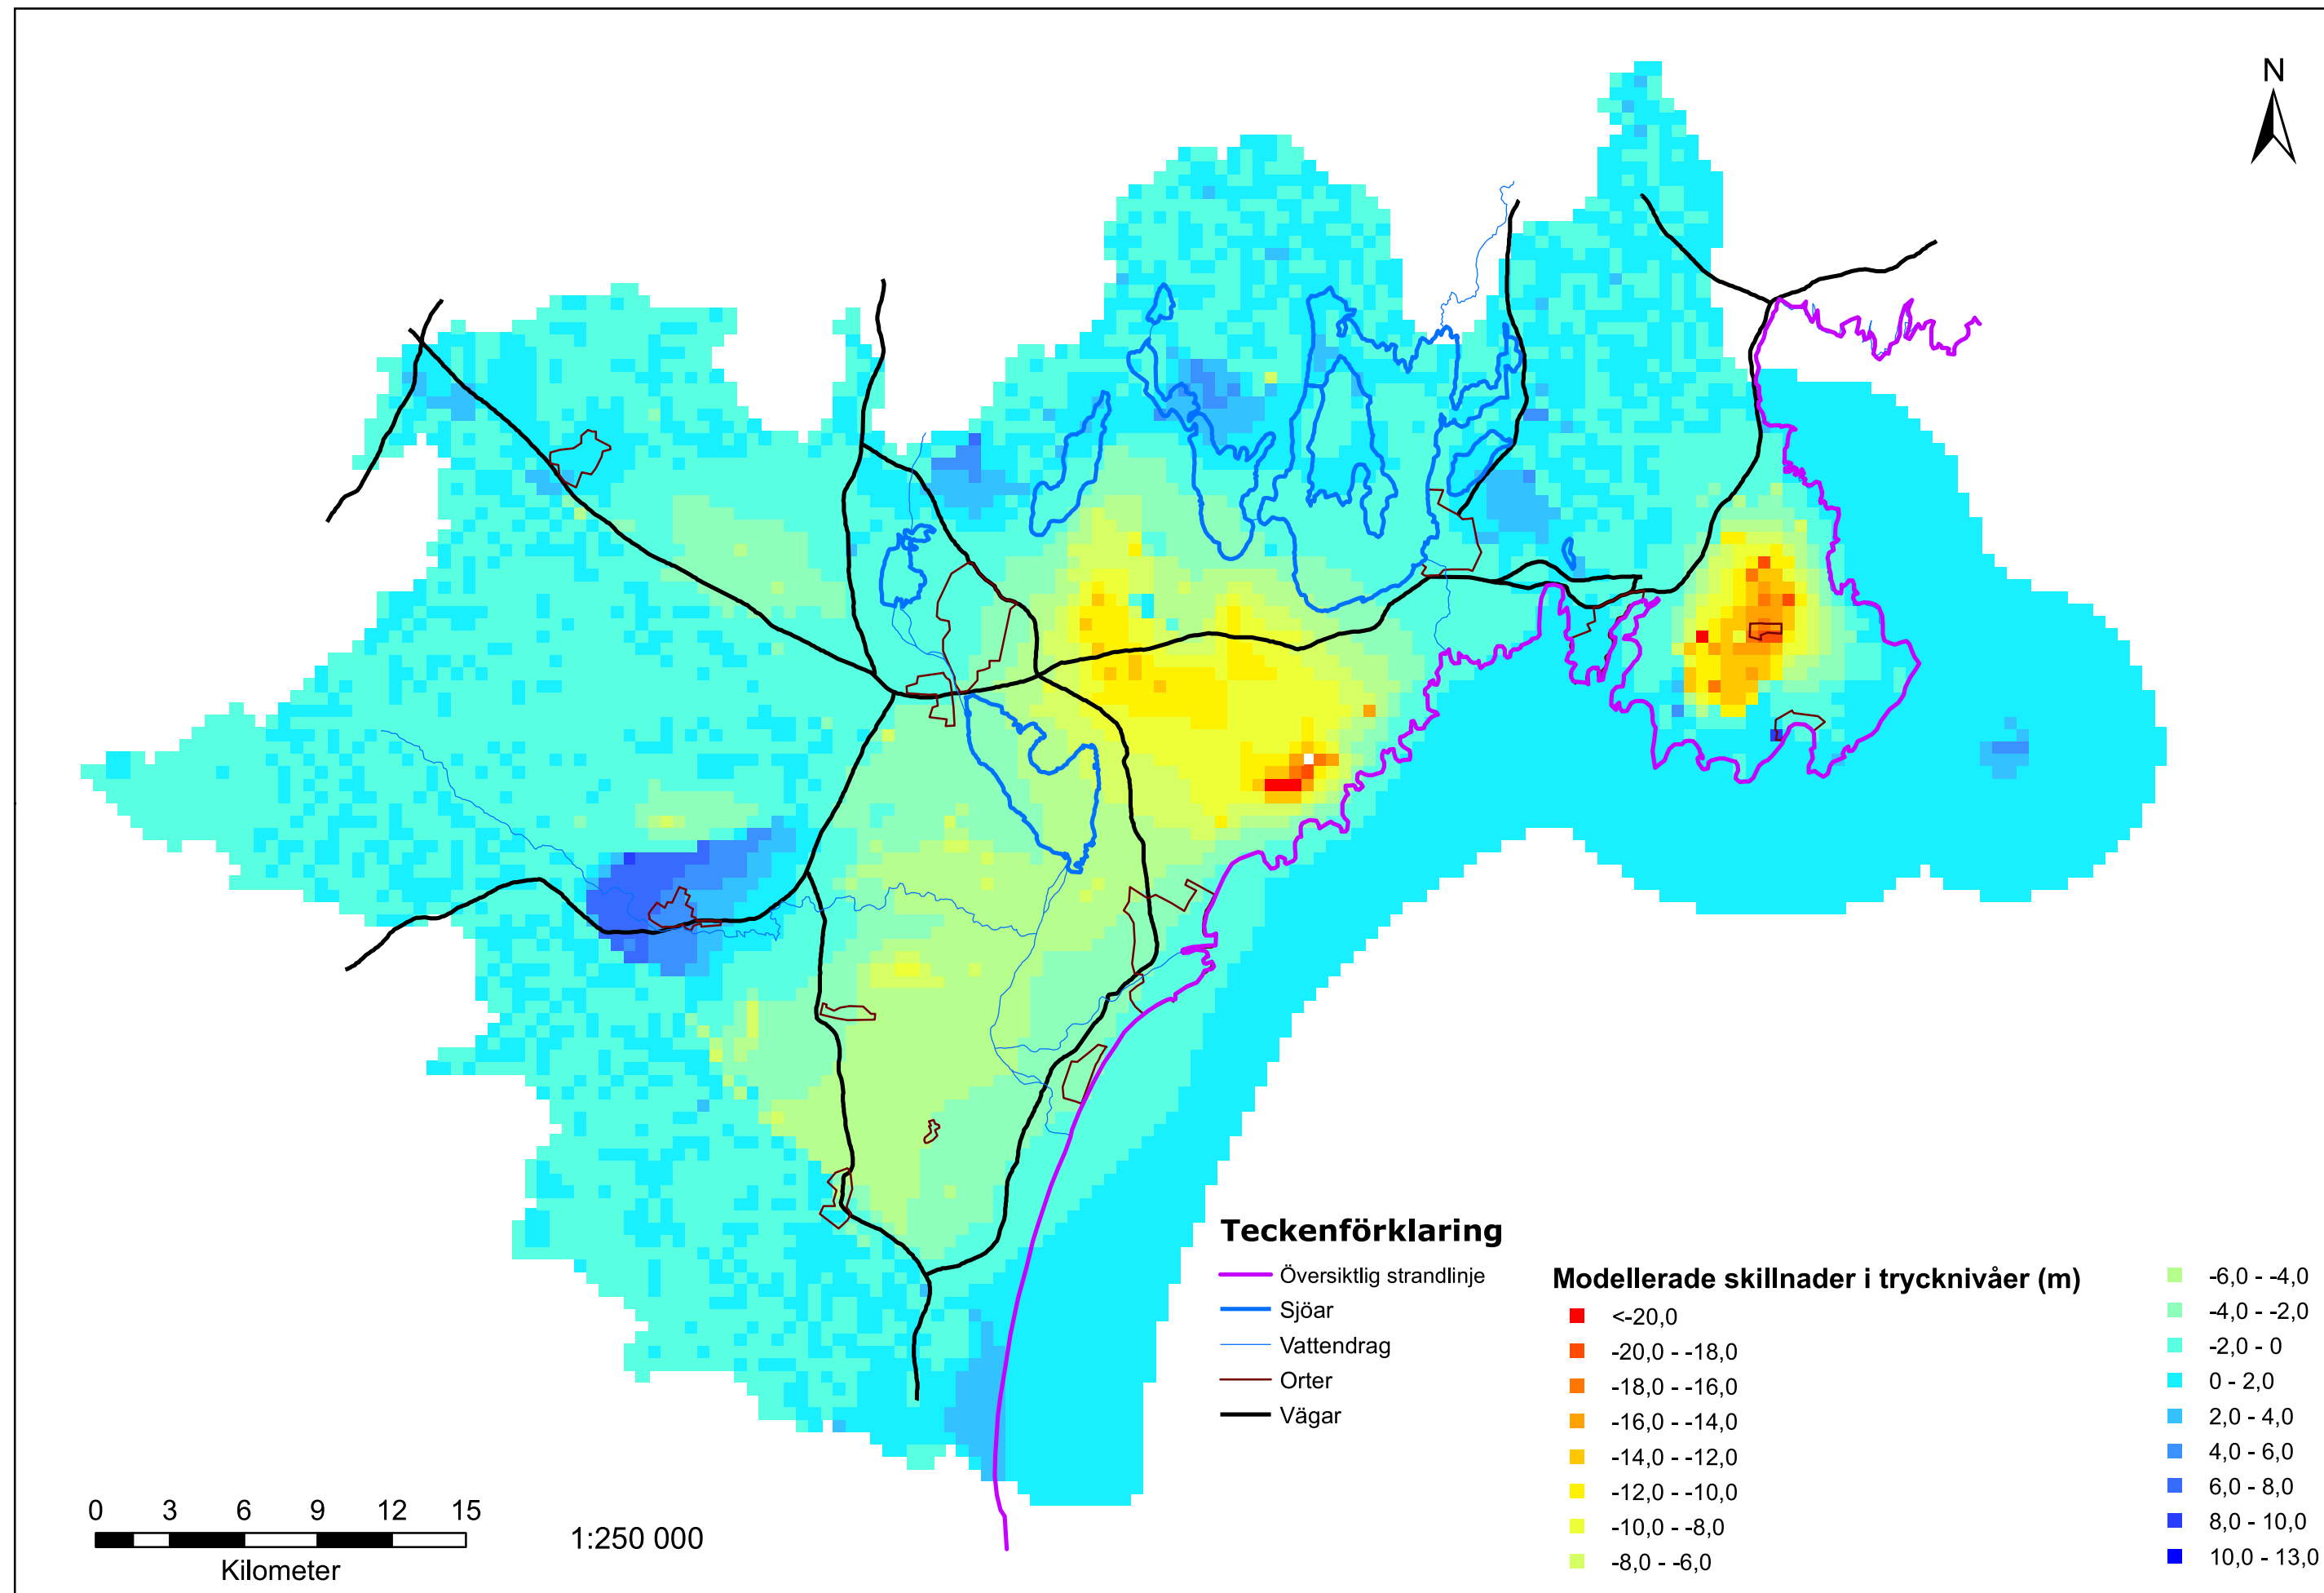 N
Teckenförklaring
Översiktlig strandlinje
Sjöar
Vattendrag
Orter
Vägar
Modellerade skillnader i trycknivåer (m)
<-20,0
-20,0 - -18,0
-18,0 - -16,0
-16,0 - -14,0
-14,0 - -12,0
-12,0 - -10,0
-10,0 - -8,0
-8,0 - -6,0
-6,0 - -4,0
-4,0 - -2,0
-2,0 - 0
0 - 2,0
2,0 - 4,0
4,0 - 6,0
6,0 - 8,0
8,0 - 10,0
10,0 - 13,0
0 3 6 9 12 15
Kilometer
1:250 000